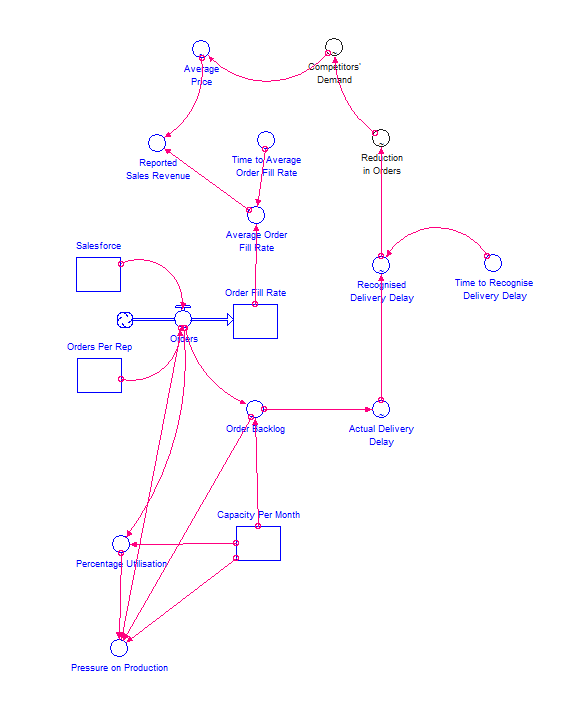 Average
Price
Competitors'
Demand
Reported
Sales Revenue
Time to Average
Order Fill Rate
Reduction
in Orders
Average Order
Fill Rate
Salesforce
Order Fill Rate
Recognised
Delivery Delay
Time to Recognise
Delivery Delay
Orders
Orders Per Rep
Order Backlog
Actual Delivery
Delay
Capacity Per Month
Percentage Utilisation
Pressure on Production